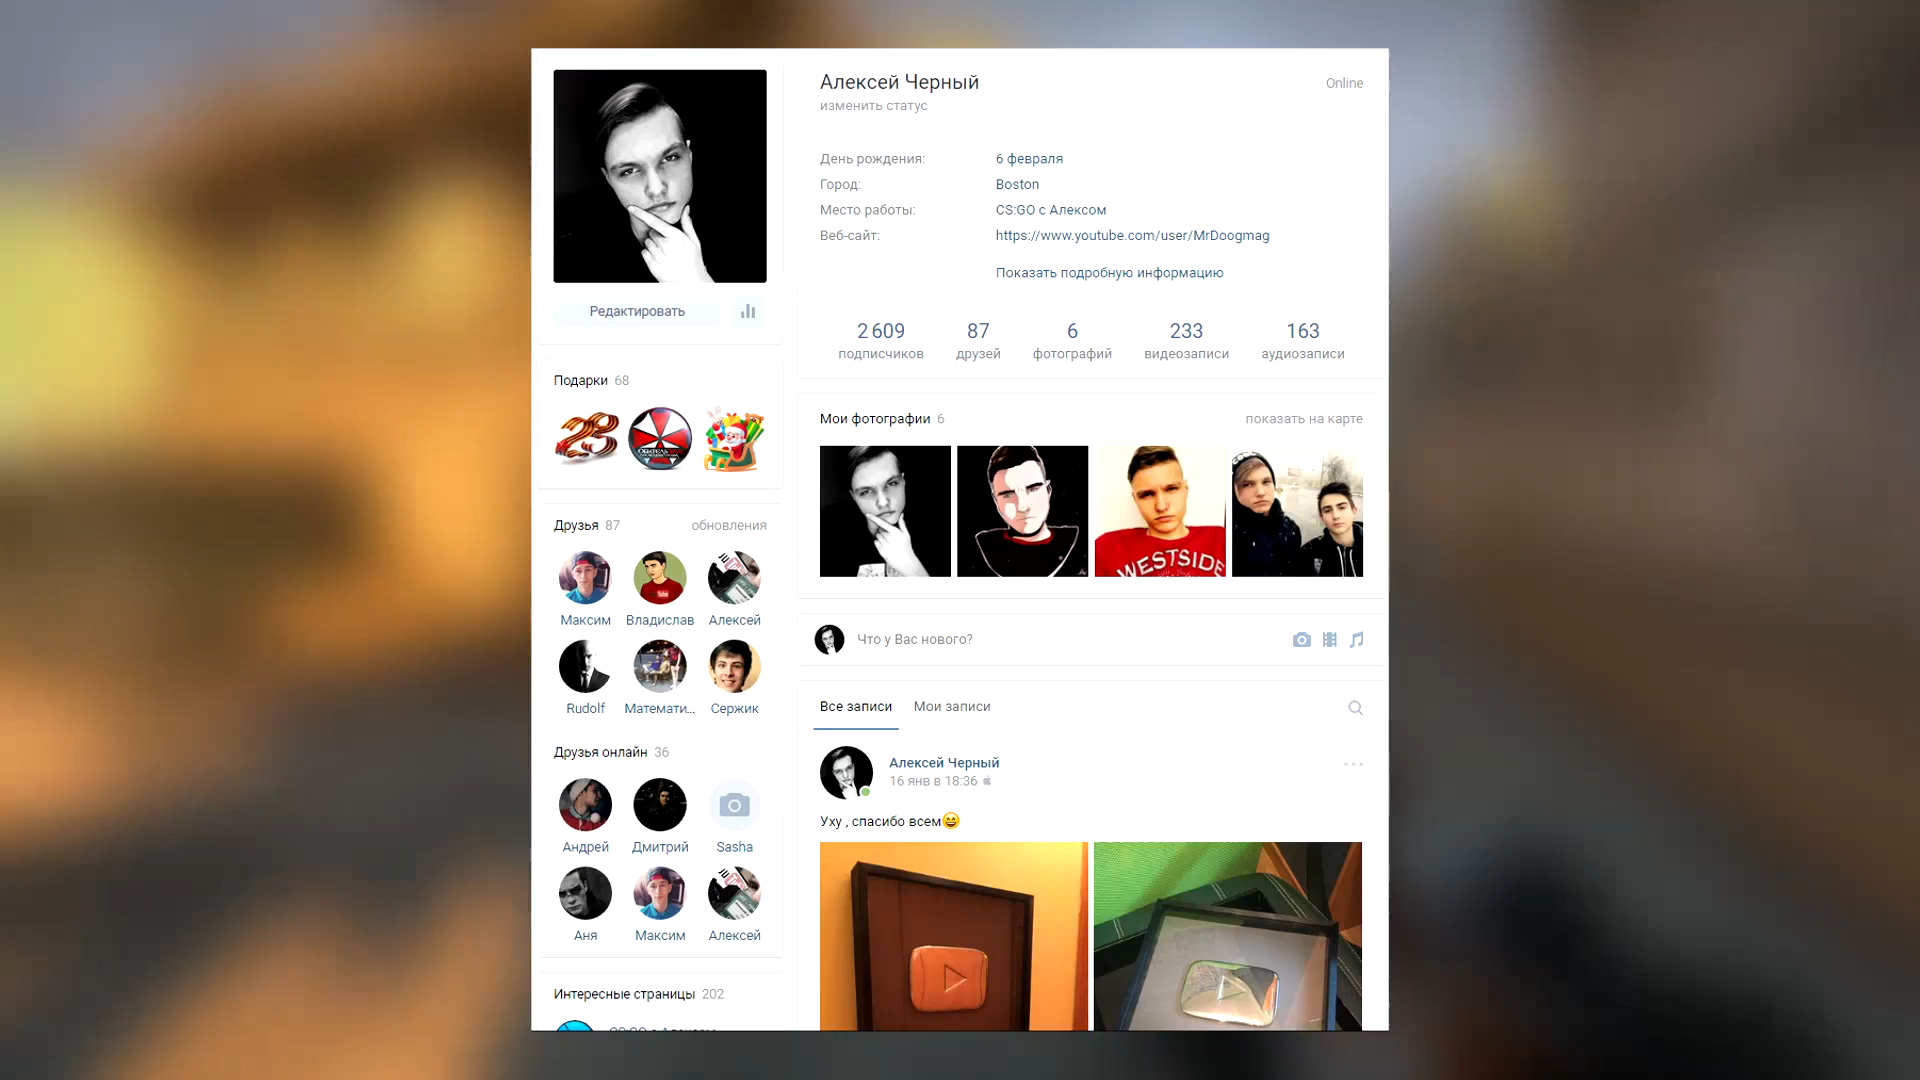 Алексей Черный
Online
изменить статус
День рождения: 6 февраля
Город: Boston
Место работы: CS:GO с Алексом
Веб-сайт: https://www.youtube.com/user/MrDoogmag
Показать подробную информацию
2 609 87 6 233 163
подписчиков друзей фотографий видеозаписи аудиозаписи
Редактировать
Подарки 68
28
Друзья 87 обновления
Максим Владислав Алексей
Rudolf Математи... Сержик
Друзья онлайн 36
Андрей Дмитрий Sasha
Аня Максим Алексей
Интересные страницы 202
Мои фотографии 6 показать на карте
WESTSIDE
Что у Вас нового?
Все записи Мои записи
Алексей Черный
16 янв в 18:36
Уху , спасибо всем😄